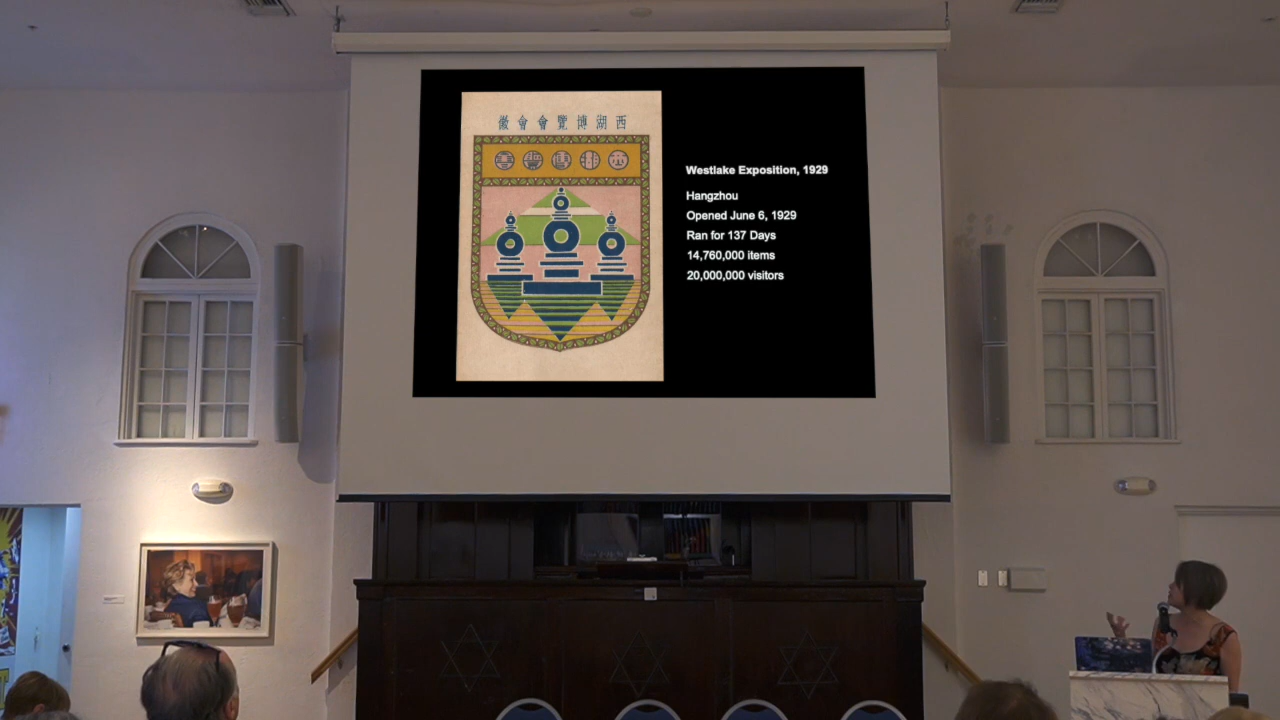 徽會會覽博湖西
Westlake Exposition, 1929
Hangzhou
Opened June 6, 1929
Ran for 137 Days
14,760,000 items
20,000,000 visitors